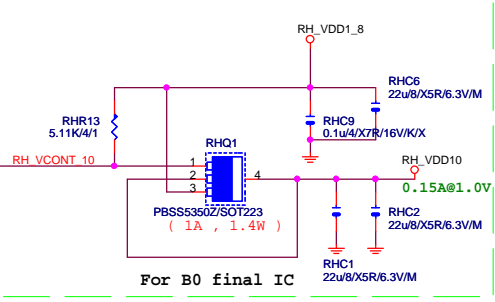 RH_VDD1_8
RHC6
22u/8/X5R/6.3V/M
RHR13
5.11K/4/1
RHC9
0.1u/4/X7R/16V/K/X
RH_VCONT_10
RHQ1
1
2
3
4
RH_VDD10
0.15A@1.0V
PBSS5350Z/SOT223
( 1A , 1.4W )
RHC2
22u/8/X5R/6.3V/M
RHC1
22u/8/X5R/6.3V/M
For B0 final IC